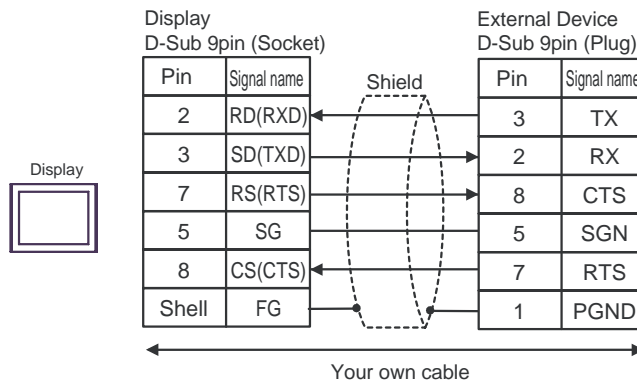 Display
D-Sub 9pin (Socket)
External Device
D-Sub 9pin (Plug)
Pin Signal name Shield Pin Signal name
2 RD(RXD) 3 TX
3 SD(TXD) 2 RX
7 RS(RTS) 8 CTS
5 SG 5 SGN
8 CS(CTS) 7 RTS
Shell FG 1 PGND
Display
Your own cable